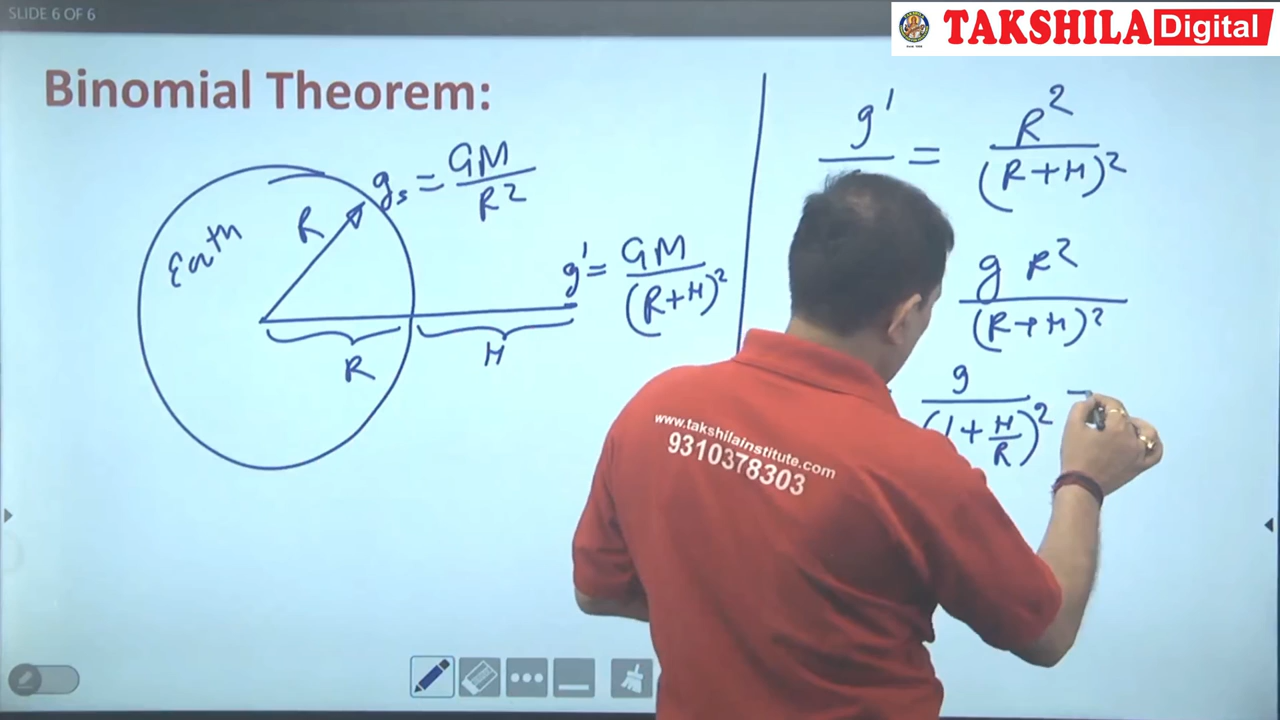 SLIDE 6 OF 6
TAKSHILA Digital
Binomial Theorem:
Earth
R
gₛ = GM / R²
g' = GM / (R+H)²
R
H
g' / = R² / (R+H)²
g R² / (R+H)²
g / (1 + H/R)² =
www.takshilainstitute.com
9310378303